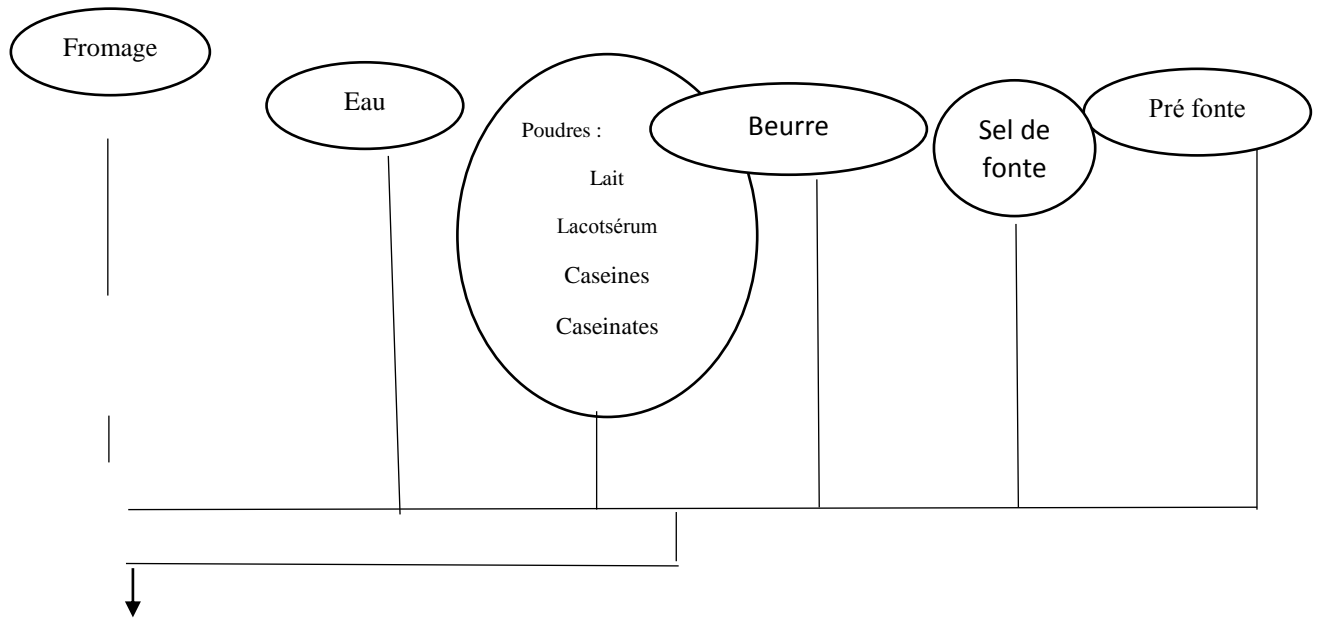 Fromage
Eau
Poudres :
Lait
Lacotsérum
Caseines
Caseinates
Beurre
Sel de
fonte
Pré fonte